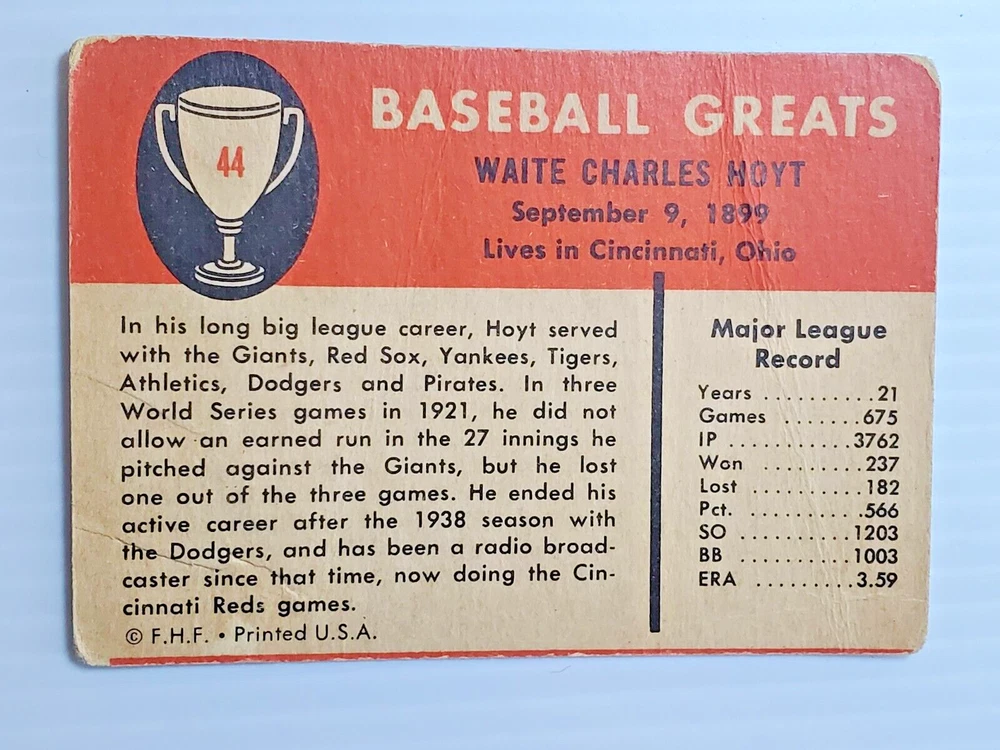 44
BASEBALL GREATS
WAITE CHARLES HOYT
September 9, 1899
Lives in Cincinnati, Ohio
In his long big league career, Hoyt served
with the Giants, Red Sox, Yankees, Tigers,
Athletics, Dodgers and Pirates. In three
World Series games in 1921, he did not
allow an earned run in the 27 innings he
pitched against the Giants, but he lost
one out of the three games. He ended his
active career after the 1938 season with
the Dodgers, and has been a radio broad-
caster since that time, now doing the Cin-
cinnati Reds games.
© F.H.F. • Printed U.S.A.
Major League
Record
Years ..........21
Games .......675
IP ..........3762
Won .........237
Lost ..........182
Pct. ..........566
SO ..........1203
BB ..........1003
ERA .........3.59